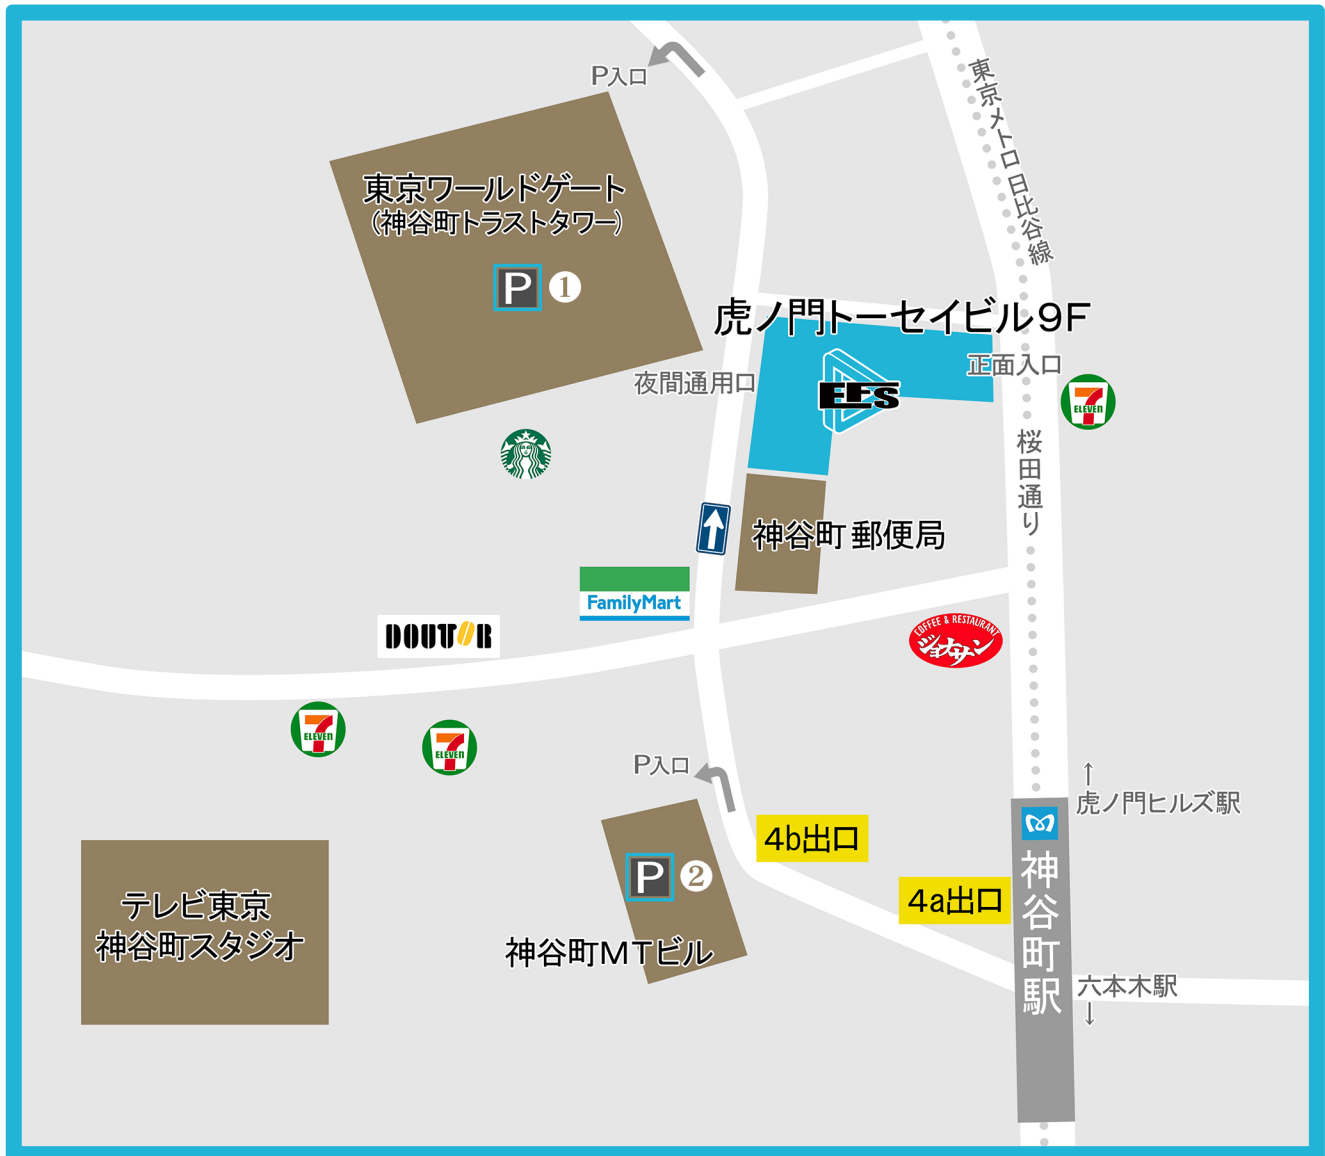 P入口
東京メトロ日比谷線
東京ワールドゲート
（神谷町トラストタワー）
P 1
虎ノ門トーセイビル９F
正面入口
夜間通用口
EFS
7
ELEVEN
桜田通り
神谷町 郵便局
FamilyMart
DOUTOR
COFFEE & RESTAURANT
ジョナサン
7
ELEVEN
7
ELEVEN
P入口
↑
虎ノ門ヒルズ駅
4b出口
4a出口
P 2
神谷町駅
テレビ東京
神谷町スタジオ
神谷町MTビル
六本木駅
↓